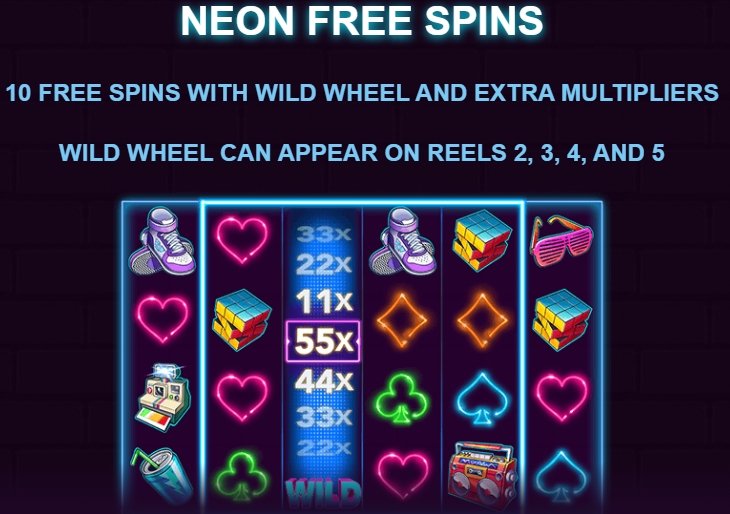 NEON FREE SPINS
10 FREE SPINS WITH WILD WHEEL AND EXTRA MULTIPLIERS
WILD WHEEL CAN APPEAR ON REELS 2, 3, 4, AND 5
33X
22X
11X
55X
44X
33X
22X
WILD